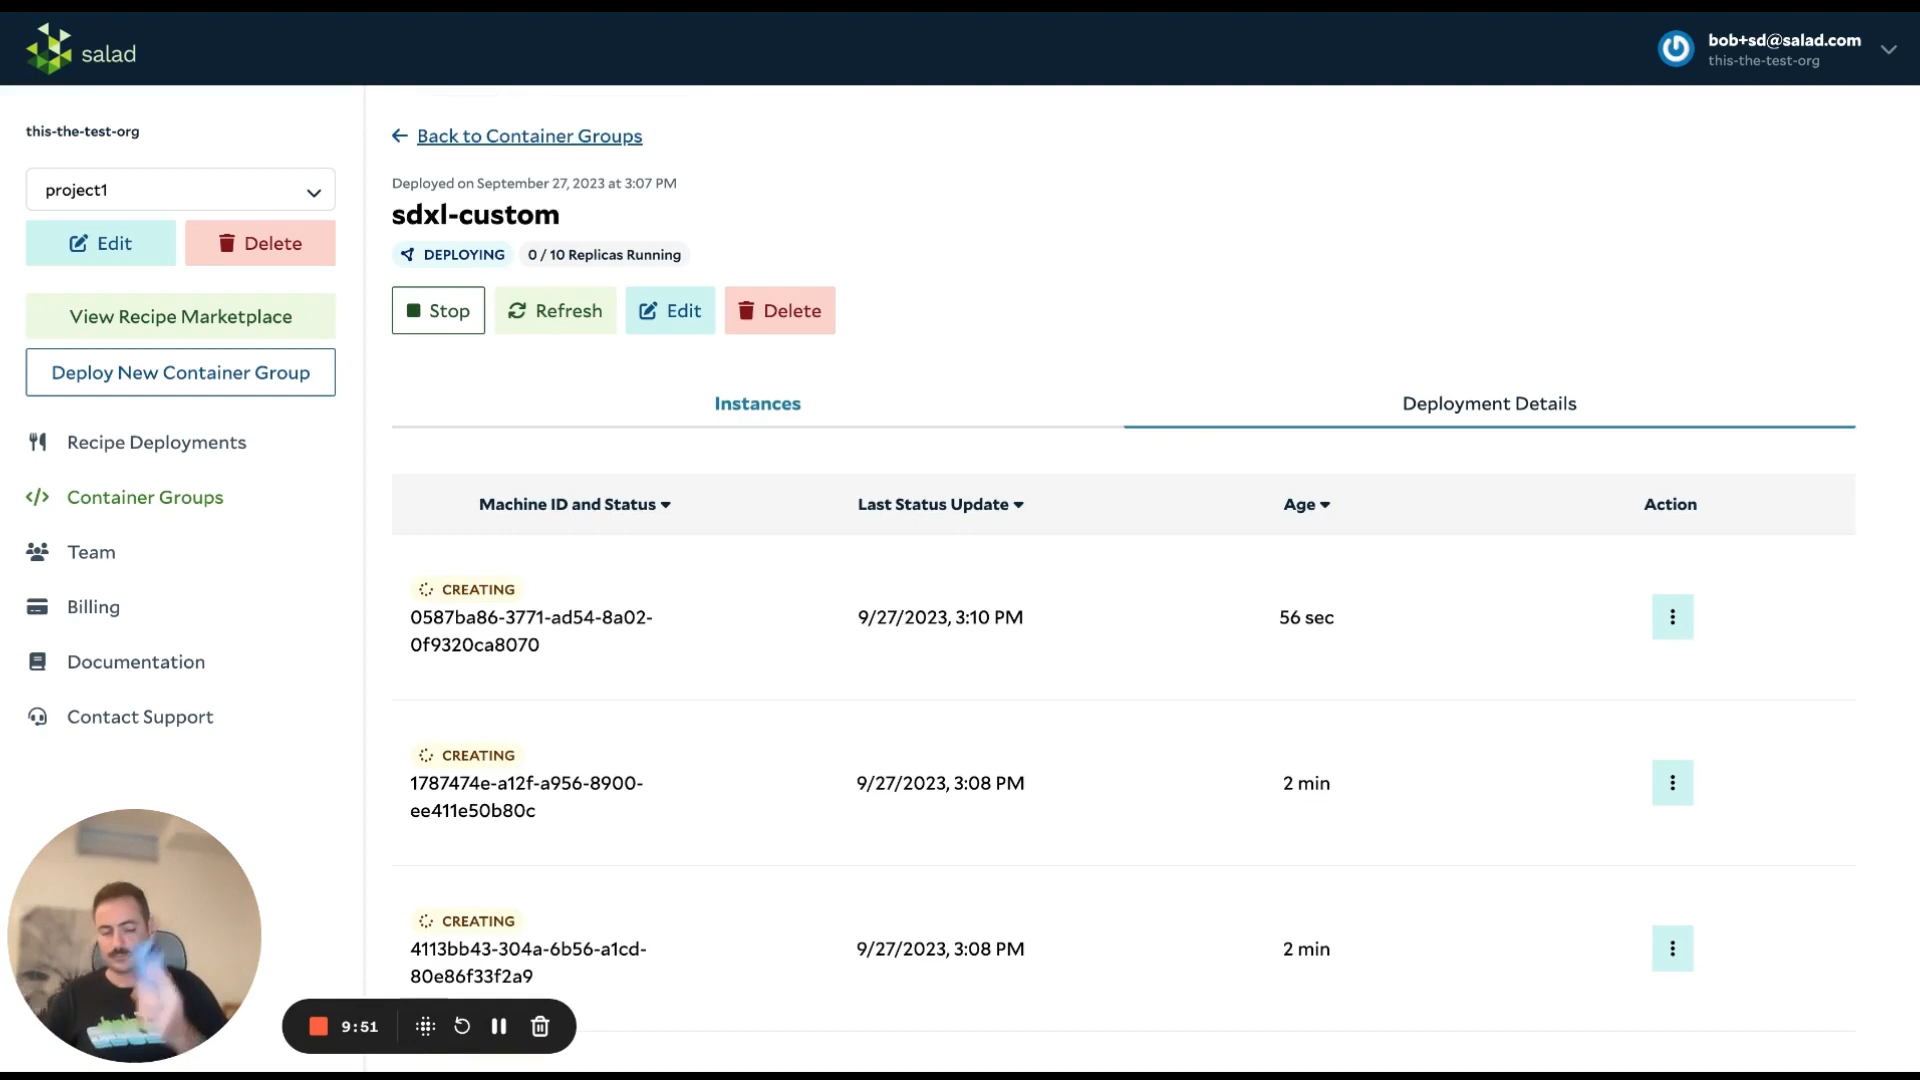 salad
bob+sd@salad.com
this-the-test-org
this-the-test-org
project1
Edit
Delete
View Recipe Marketplace
Deploy New Container Group
Recipe Deployments
Container Groups
Team
Billing
Documentation
Contact Support
Back to Container Groups
Deployed on September 27, 2023 at 3:07 PM
sdxl-custom
DEPLOYING
0 / 10 Replicas Running
Stop
Refresh
Edit
Delete
Instances
Deployment Details
Machine ID and Status
Last Status Update
Age
Action
CREATING
0587ba86-3771-ad54-8a02-
0f9320ca8070
9/27/2023, 3:10 PM
56 sec
CREATING
1787474e-a12f-a956-8900-
ee411e50b80c
9/27/2023, 3:08 PM
2 min
CREATING
4113bb43-304a-6b56-a1cd-
80e86f33f2a9
9/27/2023, 3:08 PM
2 min
9:51